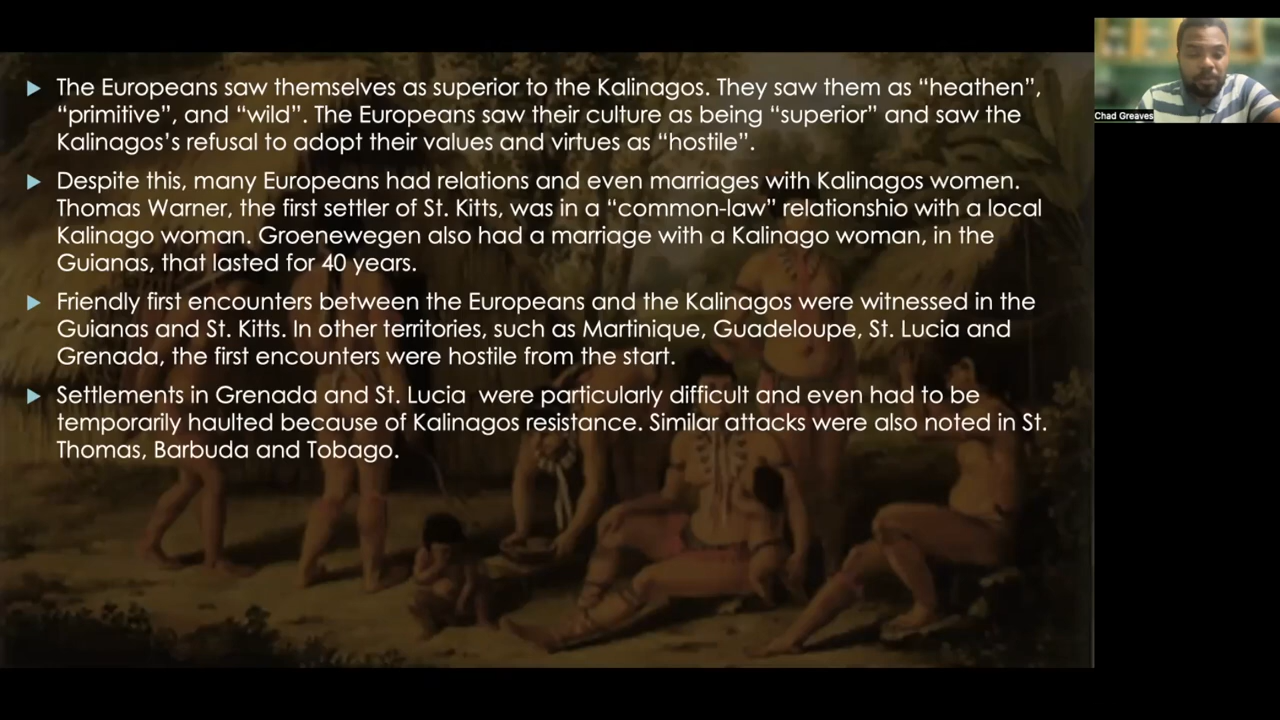 The Europeans saw themselves as superior to the Kalinagos. They saw them as “heathen”,
“primitive”, and “wild”. The Europeans saw their culture as being “superior” and saw the
Kalinagos’s refusal to adopt their values and virtues as “hostile”.
Despite this, many Europeans had relations and even marriages with Kalinagos women.
Thomas Warner, the first settler of St. Kitts, was in a “common-law” relationshio with a local
Kalinago woman. Groenewegen also had a marriage with a Kalinago woman, in the
Guianas, that lasted for 40 years.
Friendly first encounters between the Europeans and the Kalinagos were witnessed in the
Guianas and St. Kitts. In other territories, such as Martinique, Guadeloupe, St. Lucia and
Grenada, the first encounters were hostile from the start.
Settlements in Grenada and St. Lucia  were particularly difficult and even had to be
temporarily haulted because of Kalinagos resistance. Similar attacks were also noted in St.
Thomas, Barbuda and Tobago.
Chad Greaves